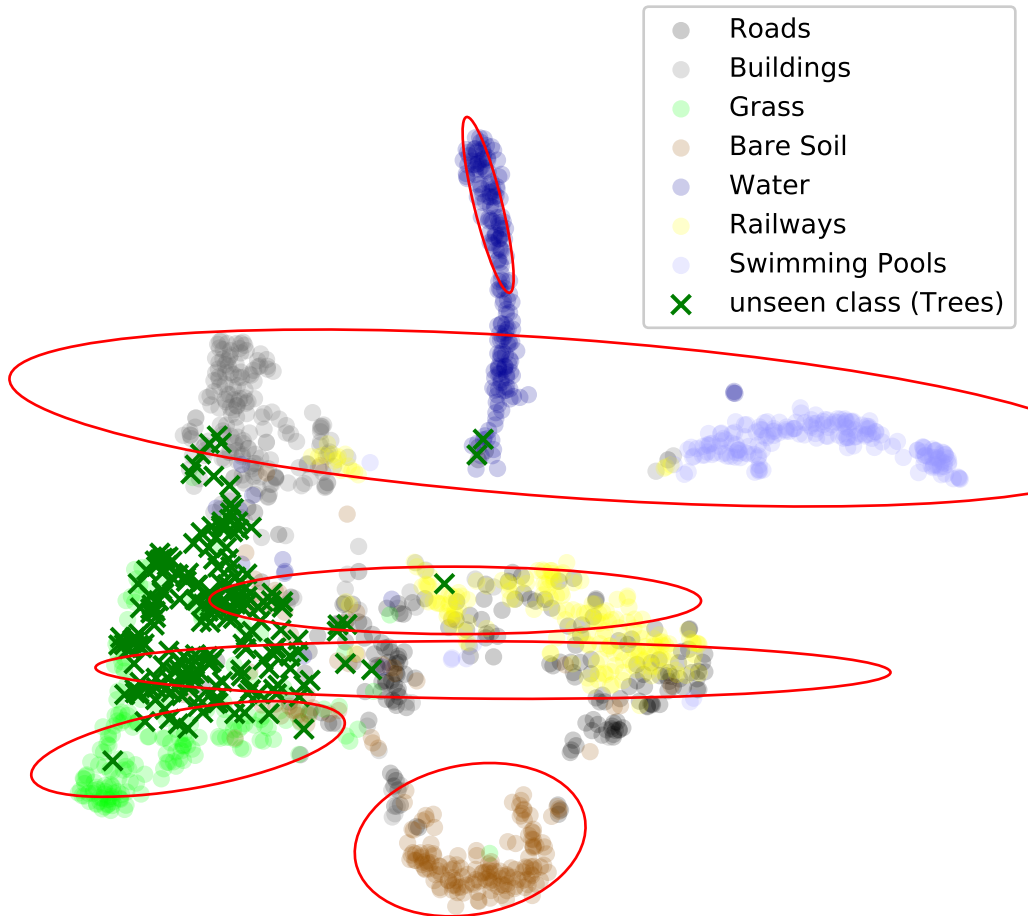 Roads
Buildings
Grass
Bare Soil
Water
Railways
Swimming Pools
unseen class (Trees)